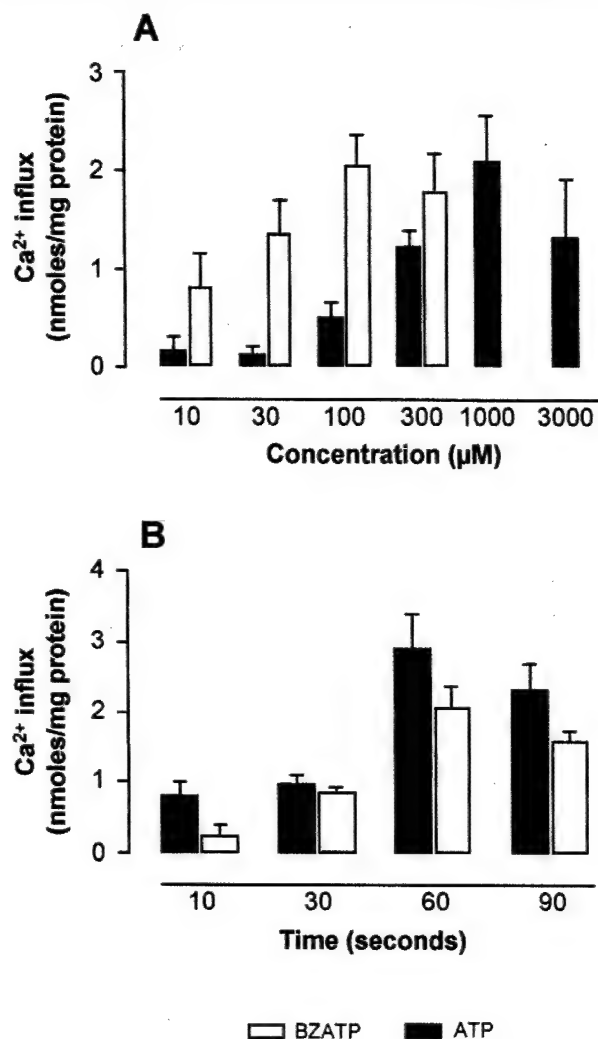 A
Ca²⁺ influx
(nmoles/mg protein)
3
2
1
0
10 30 100 300 1000 3000
Concentration (µM)
B
Ca²⁺ influx
(nmoles/mg protein)
4
3
2
1
0
10 30 60 90
Time (seconds)
BZATP ATP